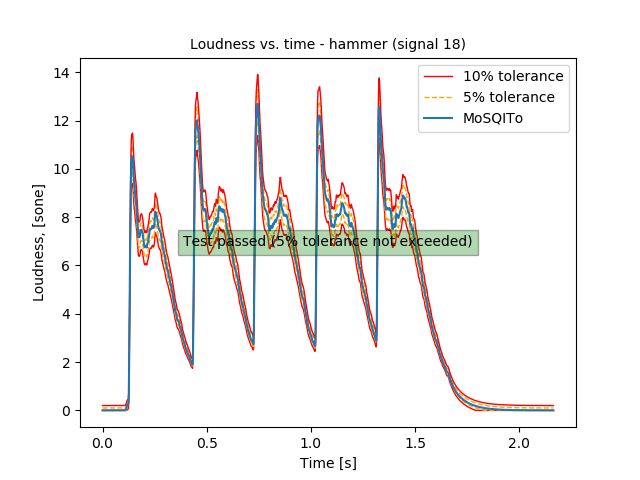 Loudness vs. time - hammer (signal 18)
14
12
10
8
6
4
2
0
Loudness, [sone]
10% tolerance
5% tolerance
MoSQITo
Test passed (5% tolerance not exceeded)
0.0 0.5 1.0 1.5 2.0
Time [s]